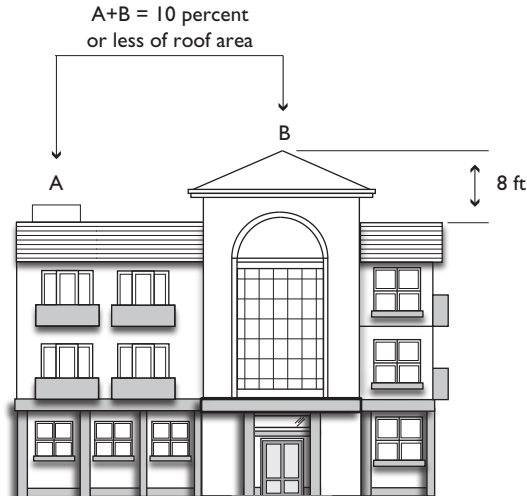 A+B = 10 percent
or less of roof area
B
A
8 ft